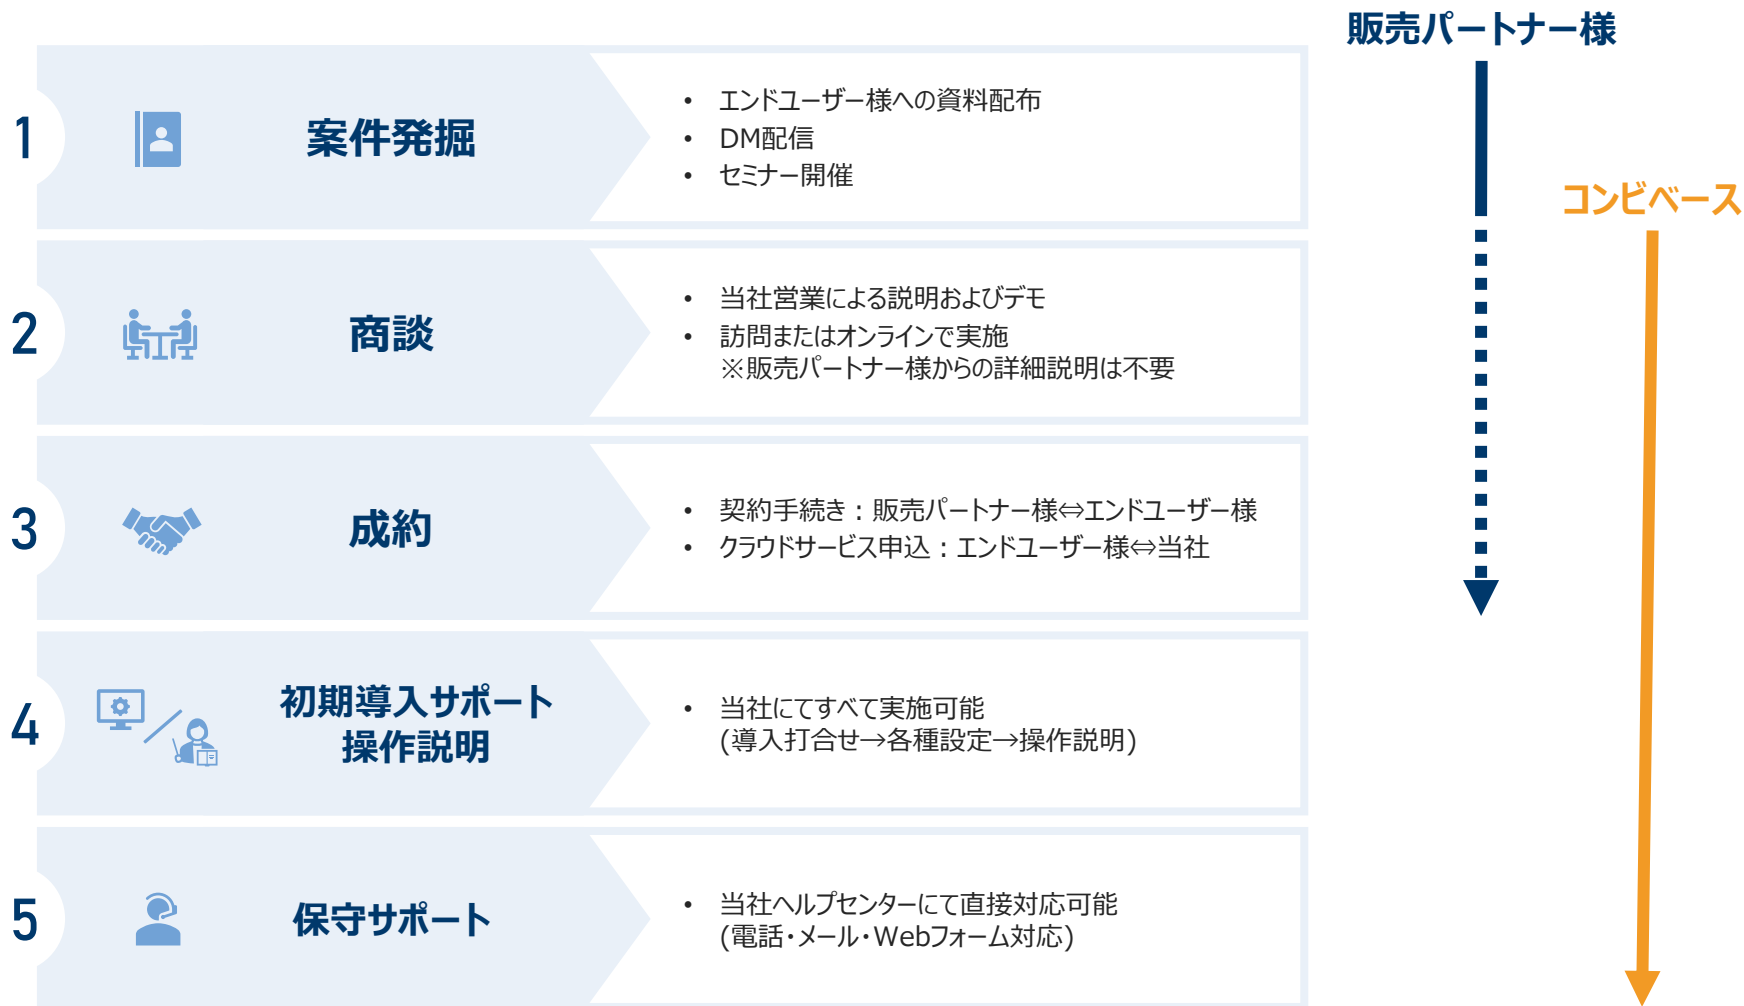 販売パートナー様
コンビベース
1
案件発掘
• エンドユーザー様への資料配布
• DM配信
• セミナー開催
2
商談
• 当社営業による説明およびデモ
• 訪問またはオンラインで実施
※販売パートナー様からの詳細説明は不要
3
成約
• 契約手続き：販売パートナー様⇔エンドユーザー様
• クラウドサービス申込：エンドユーザー様⇔当社
4
初期導入サポート
操作説明
• 当社にてすべて実施可能
(導入打合せ→各種設定→操作説明)
5
保守サポート
• 当社ヘルプセンターにて直接対応可能
(電話・メール・Webフォーム対応)